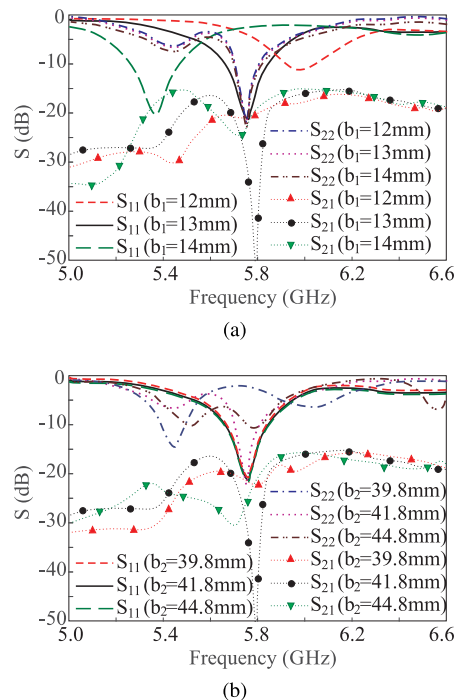 0
-10
-20
-30
-40
-50
S (dB)
S11(b1=12mm)
S11(b1=13mm)
S11(b1=14mm)
S22(b1=12mm)
S22(b1=13mm)
S22(b1=14mm)
S21(b1=12mm)
S21(b1=13mm)
S21(b1=14mm)
5.0 5.4 5.8 6.2 6.6
Frequency (GHz)
(a)
0
-10
-20
-30
-40
-50
S (dB)
S11(b2=39.8mm)
S11(b2=41.8mm)
S11(b2=44.8mm)
S22(b2=39.8mm)
S22(b2=41.8mm)
S22(b2=44.8mm)
S21(b2=39.8mm)
S21(b2=41.8mm)
S21(b2=44.8mm)
5.0 5.4 5.8 6.2 6.6
Frequency (GHz)
(b)